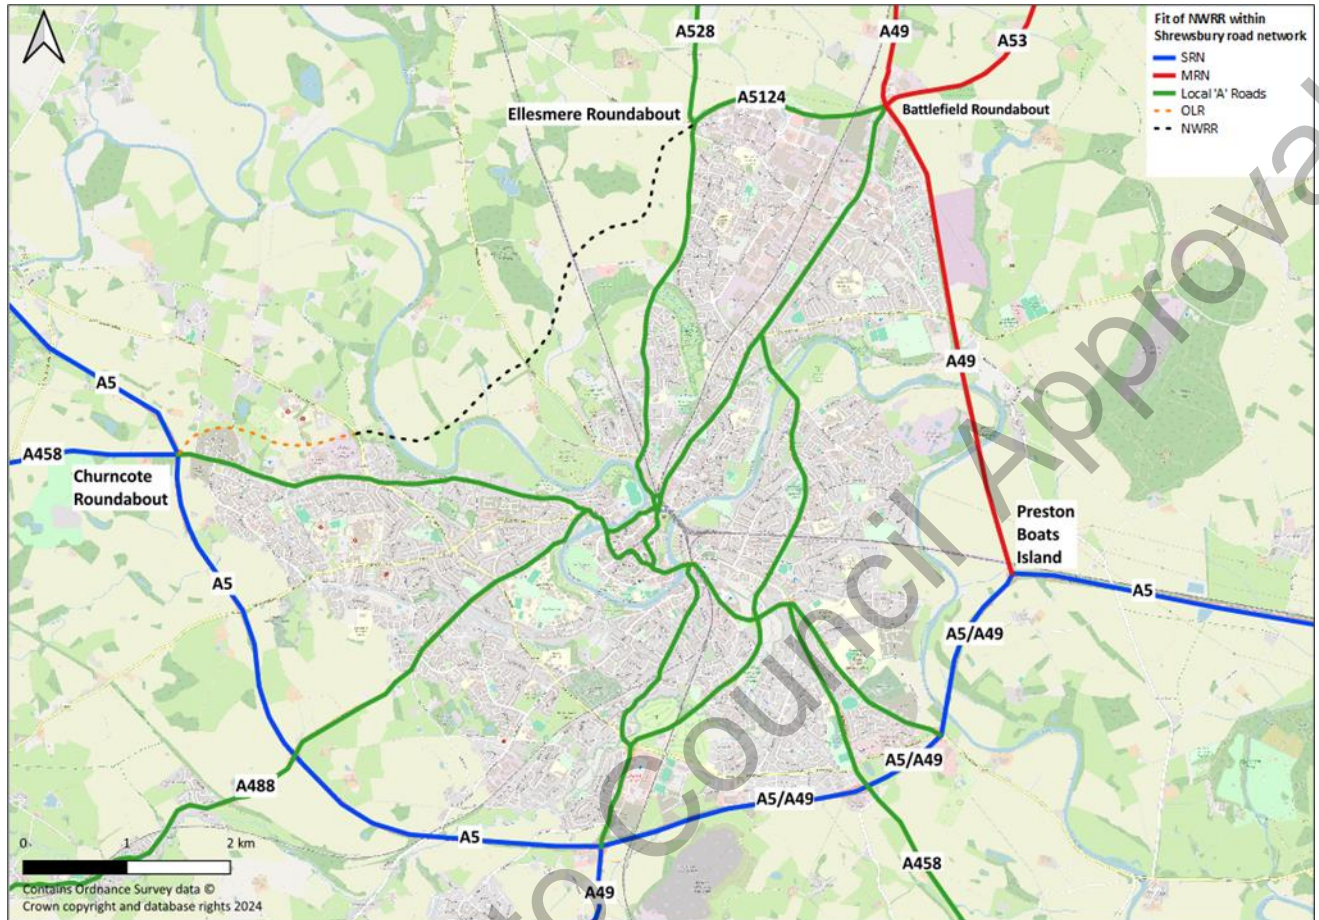 A528
A49
A53
Fit of NWRR within
Shrewsbury road network
SRN
MRN
Local 'A' Roads
OLR
NWRR
A5124
Ellesmere Roundabout
Battlefield Roundabout
A5
A49
A458
Churncote
Roundabout
Preston
Boats
Island
A5
A5
A5/A49
A5/A49
A488
A5/A49
A5
A458
A49
0
2 km
Contains Ordnance Survey data ©
Crown copyright and database rights 2024
to Council Approval